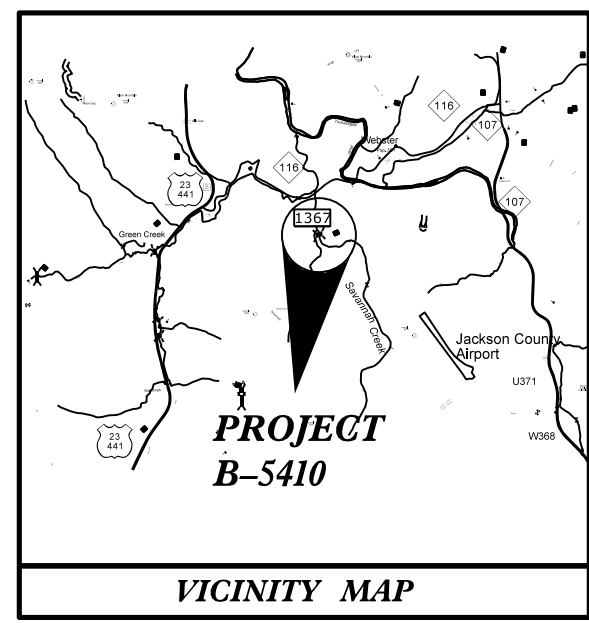 116
Webster
107
116
23
441
107
1367
Green Creek
Savannah Creek
Jackson County
Airport
U371
PROJECT
B–5410
23
441
W368
VICINITY MAP